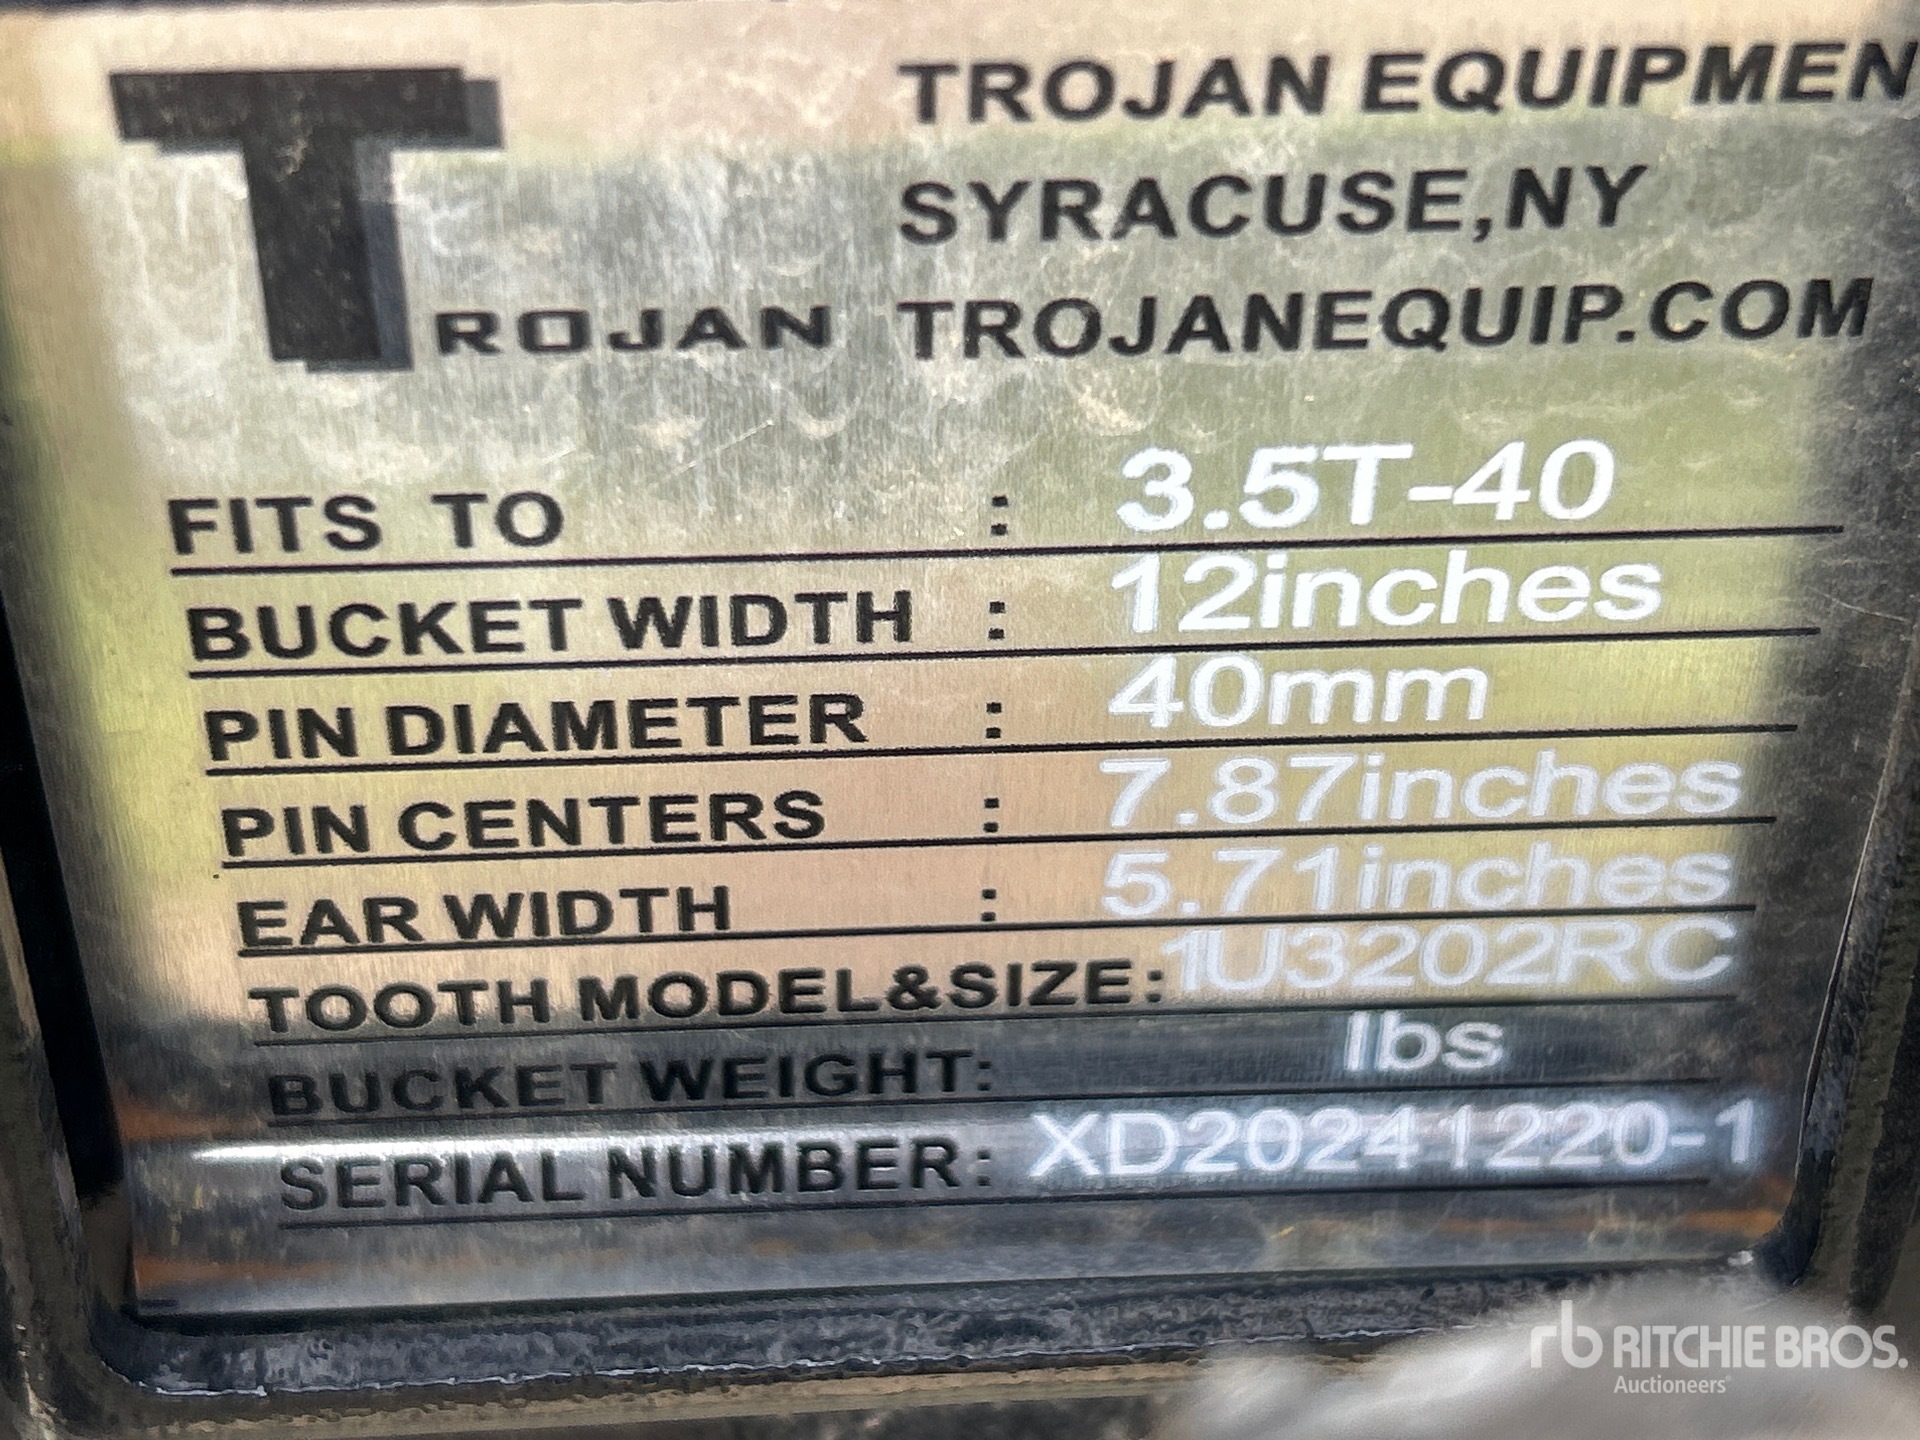 TROJAN EQUIPMEN
SYRACUSE,NY
TROJAN TROJANEQUIP.COM
FITS TO : 3.5T-40
BUCKET WIDTH : 12inches
PIN DIAMETER : 40mm
PIN CENTERS : 7.87inches
EAR WIDTH : 5.71inches
TOOTH MODEL&SIZE: 1U3202RC
BUCKET WEIGHT: lbs
SERIAL NUMBER: XD20241220-1
rb RITCHIE BROS.
Auctioneers